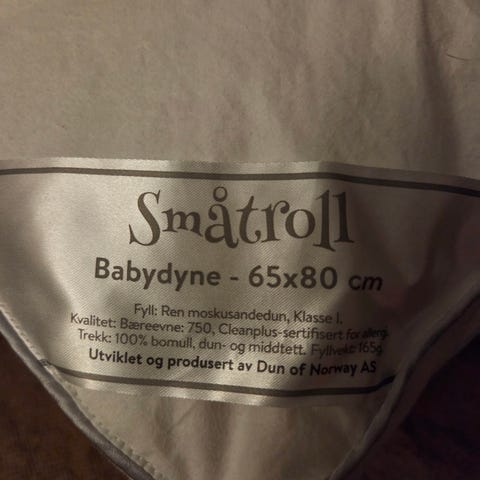 Småtroll
Babydyne - 65x80 cm
Fyll: Ren moskusandedun, Klasse I.
Kvalitet: Bæreevne: 750, Cleanplus-sertifisert for allerg.
Trekk: 100% bomull, dun- og middtett. Fyllvekt: 165g
Utviklet og produsert av Dun of Norway AS